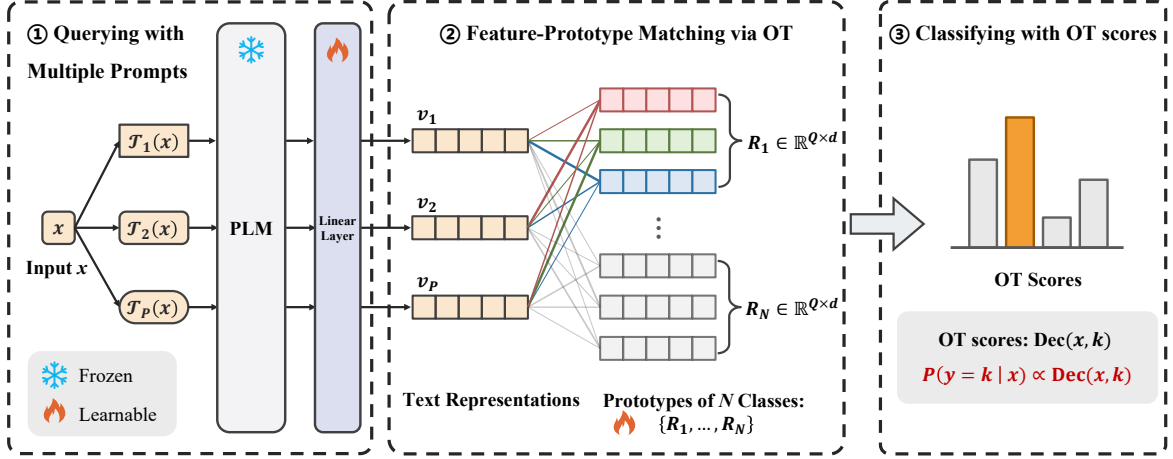 ① Querying with
Multiple Prompts
𝒯₁(x)
𝒯₂(x)
𝒯_P(x)
x
Input x
PLM
Linear
Layer
Frozen
Learnable
② Feature-Prototype Matching via OT
v₁
v₂
v_P
R₁ ∈ ℝ^{Q×d}
⋮
R_N ∈ ℝ^{Q×d}
Text Representations
Prototypes of N Classes:
{R₁, …, R_N}
③ Classifying with OT scores
OT Scores
OT scores: Dec(x, k)
P(y = k | x) ∝ Dec(x, k)